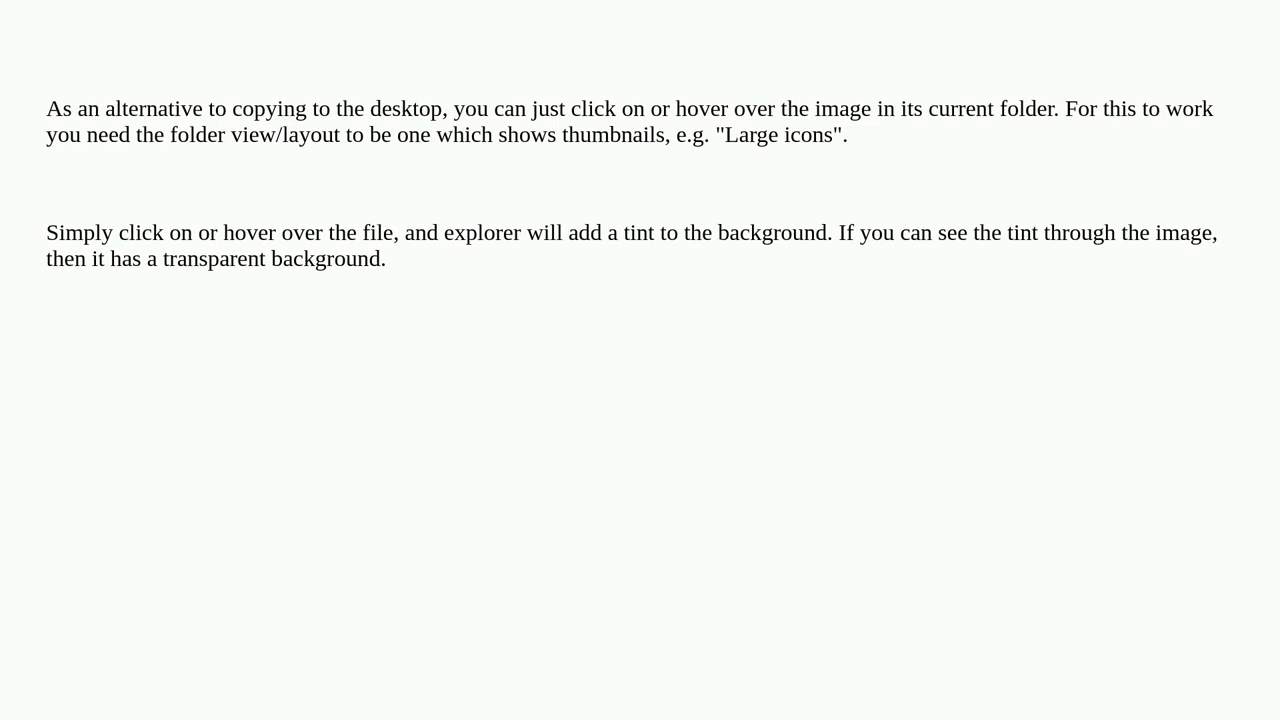 As an alternative to copying to the desktop, you can just click on or hover over the image in its current folder. For this to work
you need the folder view/layout to be one which shows thumbnails, e.g. "Large icons".
Simply click on or hover over the file, and explorer will add a tint to the background. If you can see the tint through the image,
then it has a transparent background.